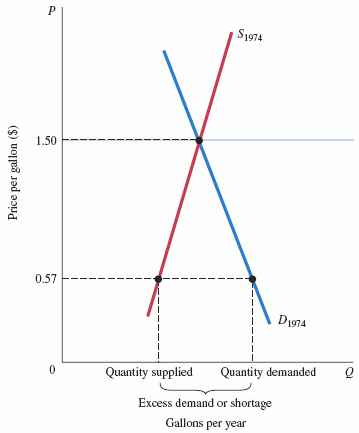 P
S1974
Price per gallon ($)
1.50
0.57
D1974
0
Quantity supplied
Quantity demanded
Q
Excess demand or shortage
Gallons per year